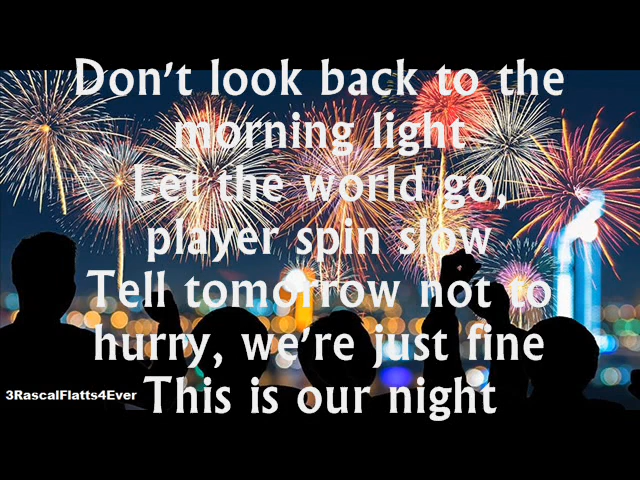 Don't look back to the
morning light
Let the world go,
player spin slow
Tell tomorrow not to
hurry, we're just fine
This is our night
3RascalFlatts4Ever